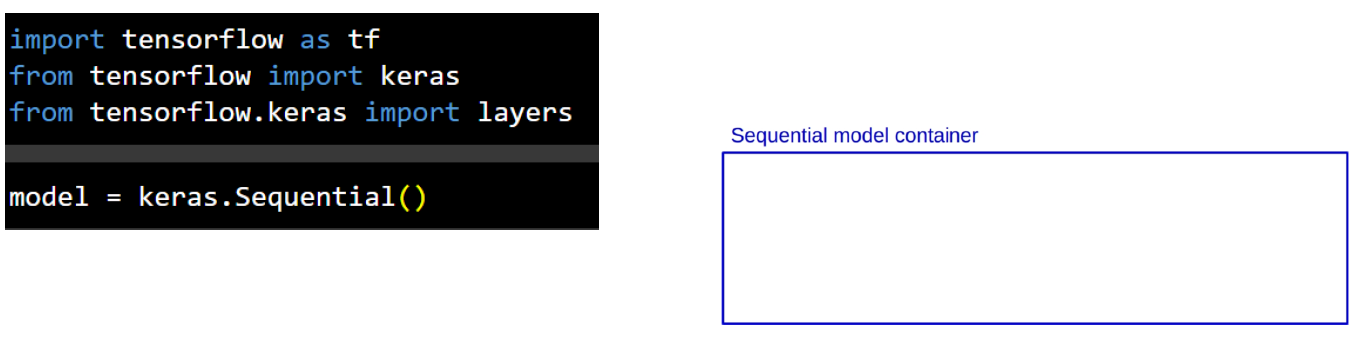 import tensorflow as tf
from tensorflow import keras
from tensorflow.keras import layers
model = keras.Sequential()
Sequential model container